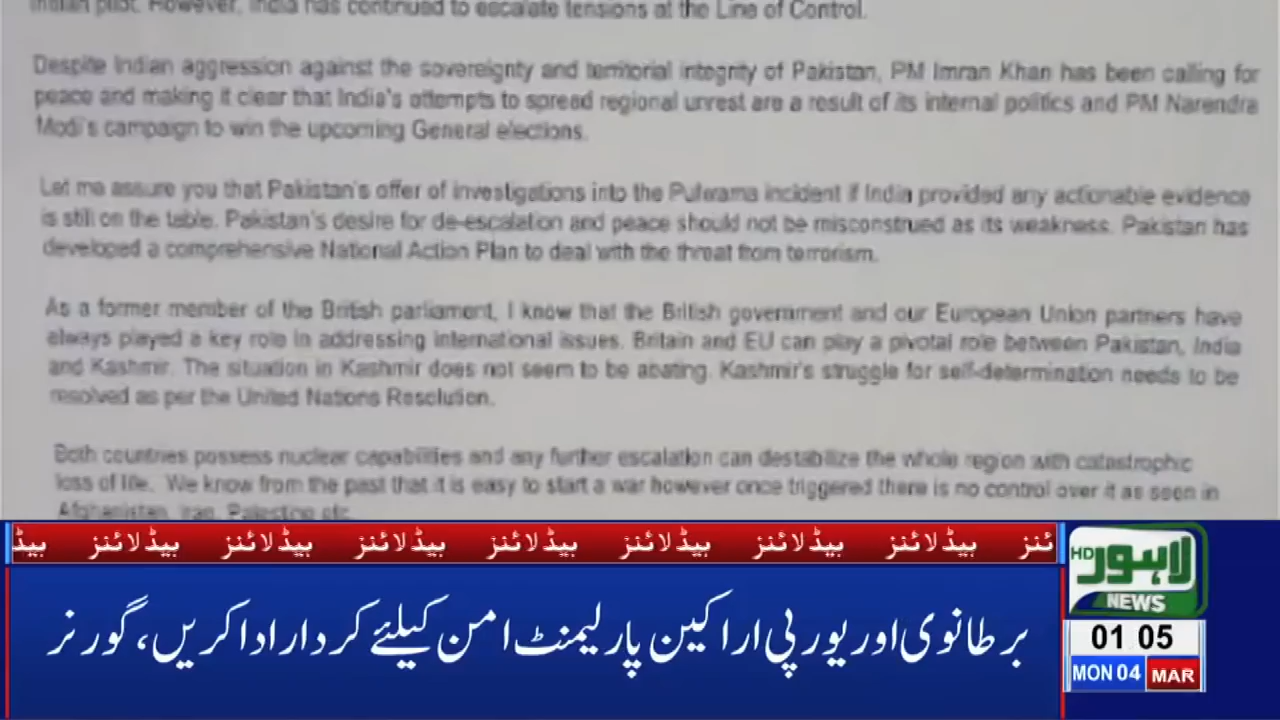 Indian pilot. However, India has continued to escalate tensions at the Line of Control.
Despite Indian aggression against the sovereignty and territorial integrity of Pakistan, PM Imran Khan has been calling for
peace and making it clear that India's attempts to spread regional unrest are a result of its internal politics and PM Narendra
Modi's campaign to win the upcoming General elections.
Let me assure you that Pakistan's offer of investigations into the Pulwama incident if India provided any actionable evidence
is still on the table. Pakistan's desire for de-escalation and peace should not be misconstrued as its weakness. Pakistan has
developed a comprehensive National Action Plan to deal with the threat from terrorism.
As a former member of the British parliament, I know that the British government and our European Union partners have
always played a key role in addressing international issues. Britain and EU can play a pivotal role between Pakistan, India
and Kashmir. The situation in Kashmir does not seem to be abating. Kashmir's struggle for self-determination needs to be
resolved as per the United Nations Resolution.
Both countries possess nuclear capabilities and any further escalation can destabilize the whole region with catastrophic
loss of life. We know from the past that it is easy to start a war however once triggered there is no control over it as seen in
Afghanistan, Iraq, Palestine etc.
ئنز ہیڈلائنز ہیڈلائنز ہیڈلائنز ہیڈلائنز ہیڈلائنز ہیڈلائنز ہیڈلائنز ہیڈ
برطانوی اور یورپی اراکین پارلیمنٹ امن کیلئے کردار ادا کریں، گورنر
HD لاہور
NEWS
01 05
MON 04 MAR